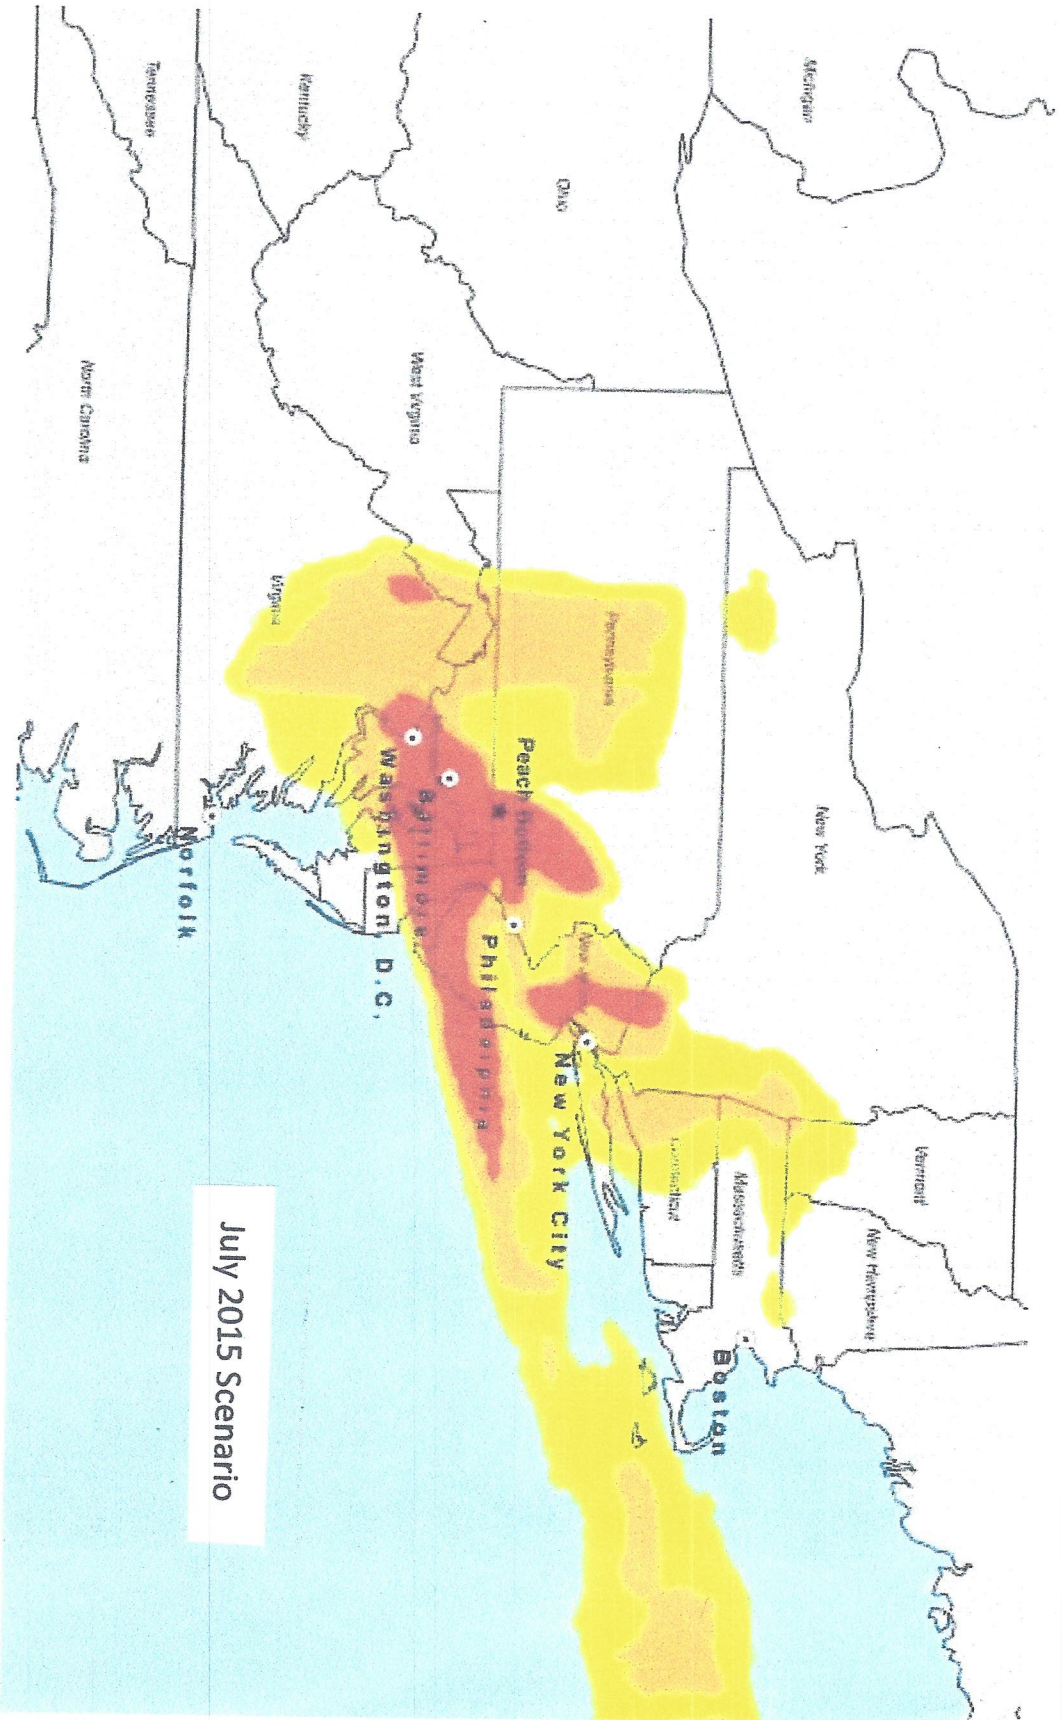 Michigan
New York
Vermont
New Hampshire
Massachusetts
Connecticut
Boston
Ohio
Pennsylvania
New York City
Peach Bottom
Philadelphia
Kentucky
West Virginia
Baltimore
Washington D.C.
Virginia
Tennessee
Norfolk
North Carolina
July 2015 Scenario